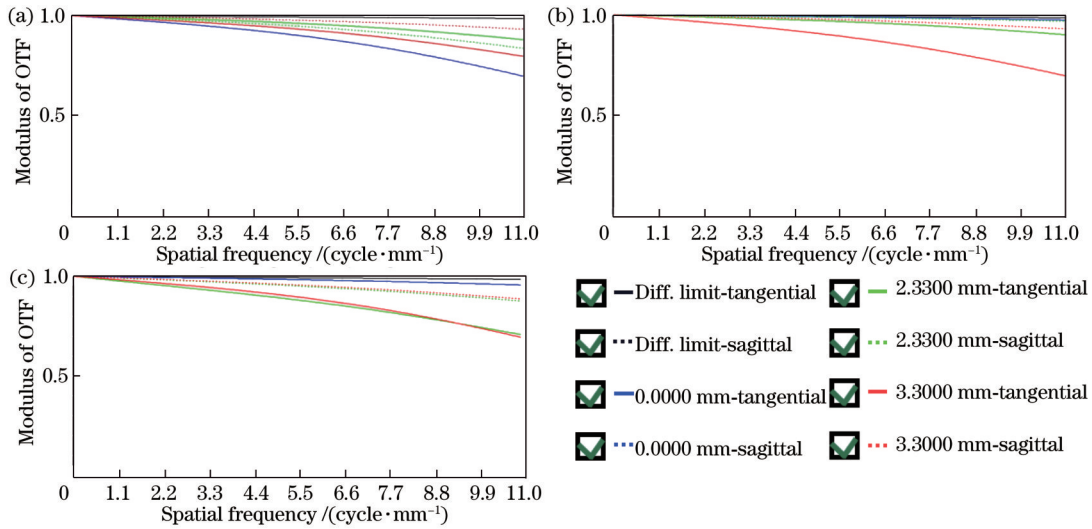 (a)
1.0
0.5
Modulus of OTF
0 1.1 2.2 3.3 4.4 5.5 6.6 7.7 8.8 9.9 11.0
Spatial frequency /(cycle·mm⁻¹)
(b)
1.0
0.5
Modulus of OTF
0 1.1 2.2 3.3 4.4 5.5 6.6 7.7 8.8 9.9 11.0
Spatial frequency /(cycle·mm⁻¹)
(c)
1.0
0.5
Modulus of OTF
0 1.1 2.2 3.3 4.4 5.5 6.6 7.7 8.8 9.9 11.0
Spatial frequency /(cycle·mm⁻¹)
Diff. limit-tangential
Diff. limit-sagittal
0.0000 mm-tangential
0.0000 mm-sagittal
2.3300 mm-tangential
2.3300 mm-sagittal
3.3000 mm-tangential
3.3000 mm-sagittal